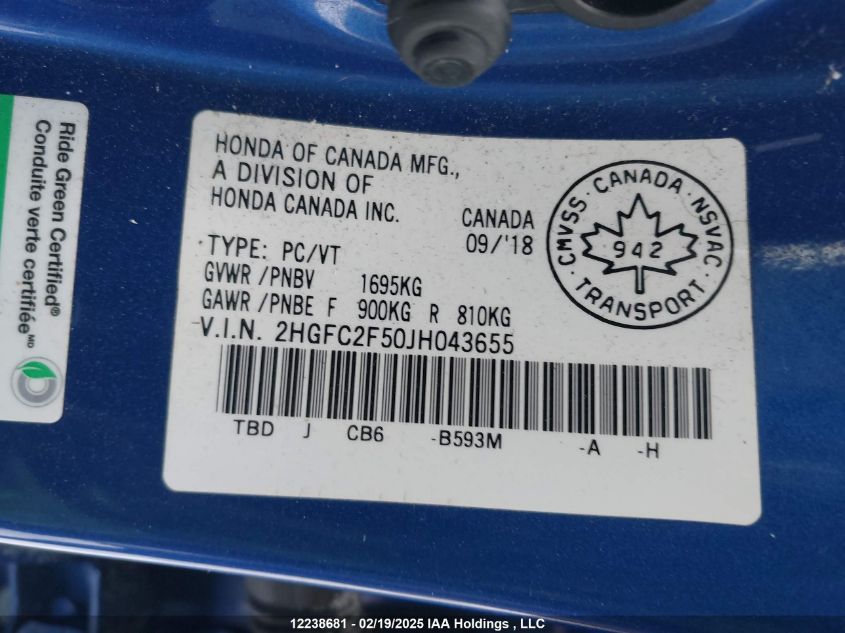 Ride Green Certified®
Conduite verte certifiée MD
HONDA OF CANADA MFG.,
A DIVISION OF
HONDA CANADA INC.
CANADA
09/'18
TYPE: PC/VT
GVWR /PNBV 1695KG
GAWR /PNBE F 900KG R 810KG
V.I.N. 2HGFC2F50JH043655
TBD J CB6 -B593M -A -H
CMVSS · CANADA · NSVAC
942
· TRANSPORT ·
12238681 - 02/19/2025 IAA Holdings , LLC